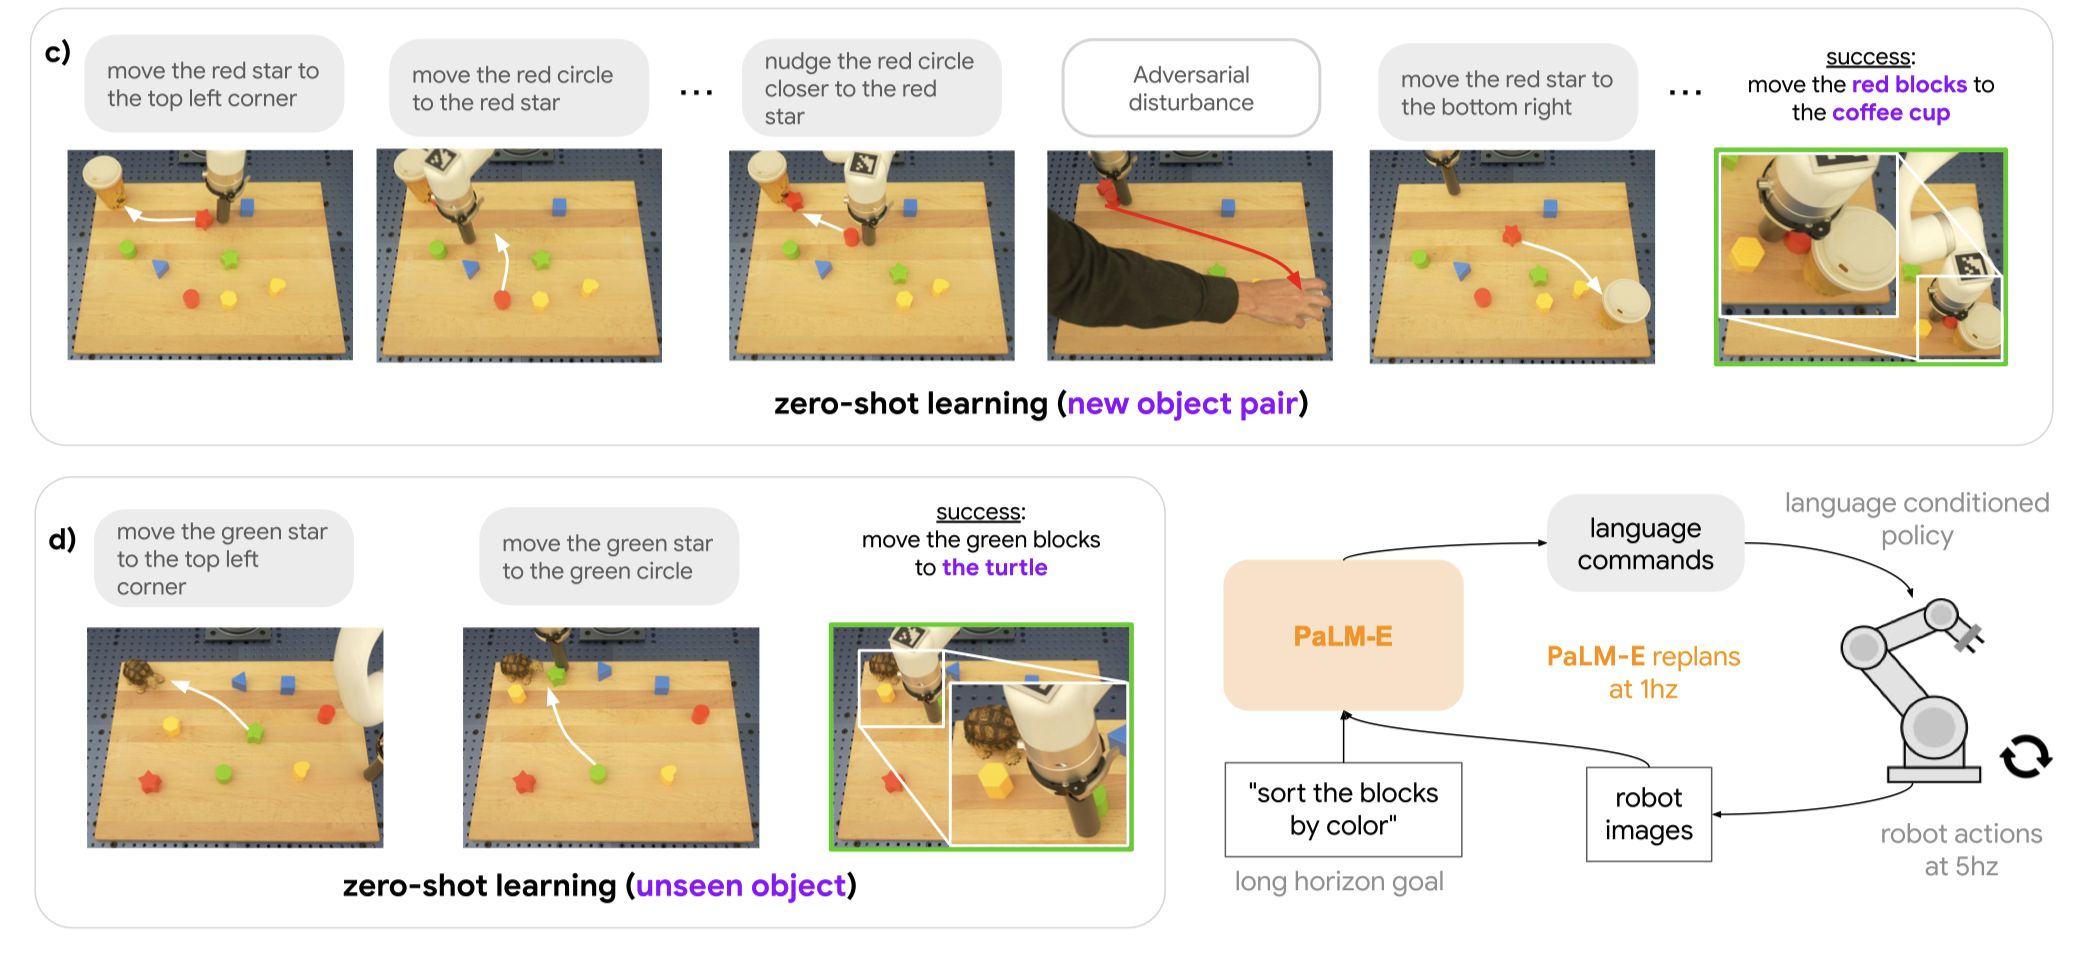 c)
move the red star to
the top left corner
move the red circle
to the red star
...
nudge the red circle
closer to the red
star
Adversarial
disturbance
move the red star to
the bottom right
...
success:
move the red blocks to
the coffee cup
zero-shot learning (new object pair)
d)
move the green star
to the top left
corner
move the green star
to the green circle
success:
move the green blocks
to the turtle
zero-shot learning (unseen object)
language
commands
language conditioned
policy
PaLM-E
PaLM-E replans
at 1hz
"sort the blocks
by color"
long horizon goal
robot
images
robot actions
at 5hz